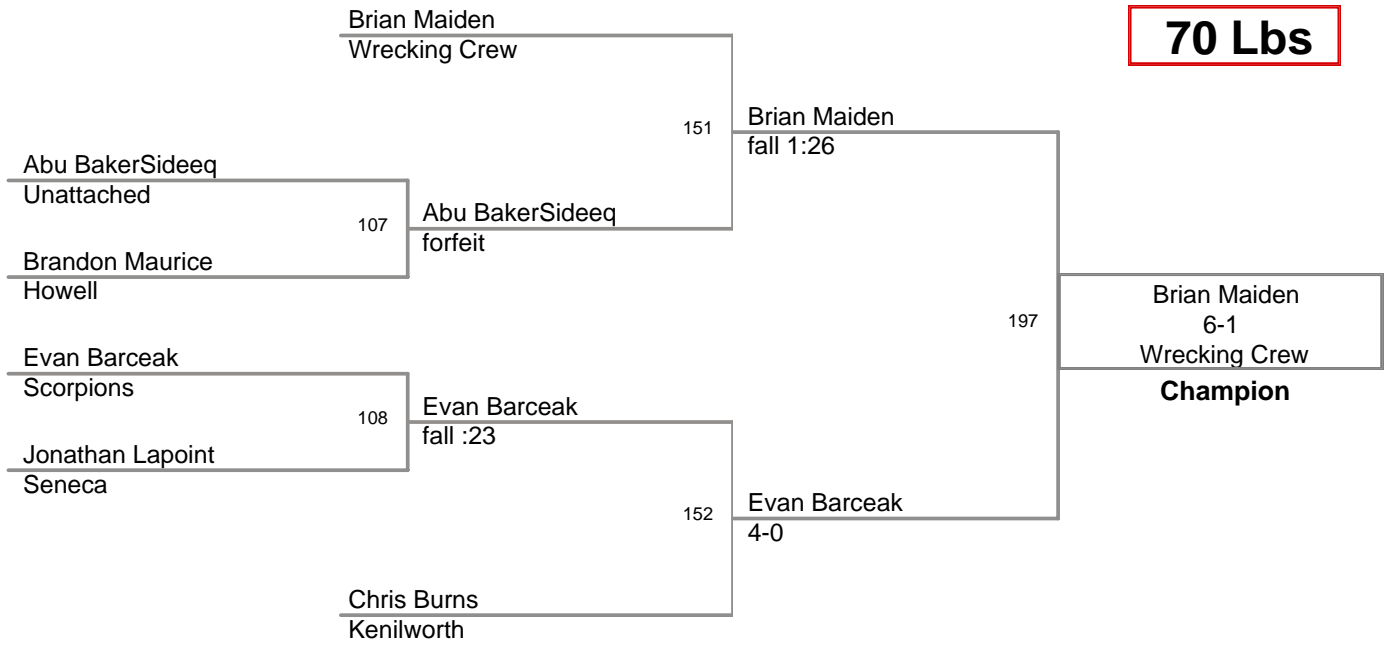 Brian Maiden
Wrecking Crew
70 Lbs
151
Brian Maiden
fall 1:26
Abu BakerSideeq
Unattached
107
Abu BakerSideeq
forfeit
Brandon Maurice
Howell
197
Brian Maiden
6-1
Wrecking Crew
Champion
Evan Barceak
Scorpions
108
Evan Barceak
fall :23
Jonathan Lapoint
Seneca
152
Evan Barceak
4-0
Chris Burns
Kenilworth